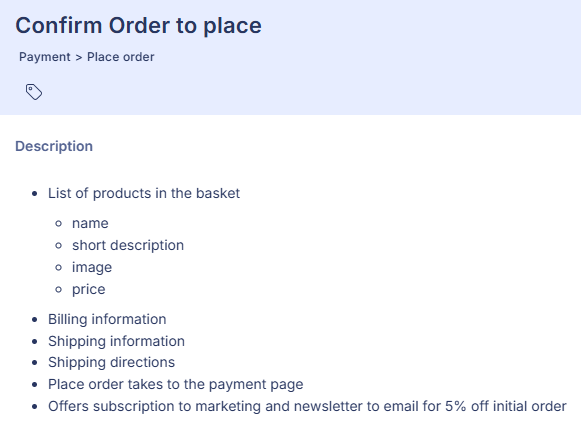 Confirm Order to place
Payment > Place order
Description
List of products in the basket
name
short description
image
price
Billing information
Shipping information
Shipping directions
Place order takes to the payment page
Offers subscription to marketing and newsletter to email for 5% off initial order